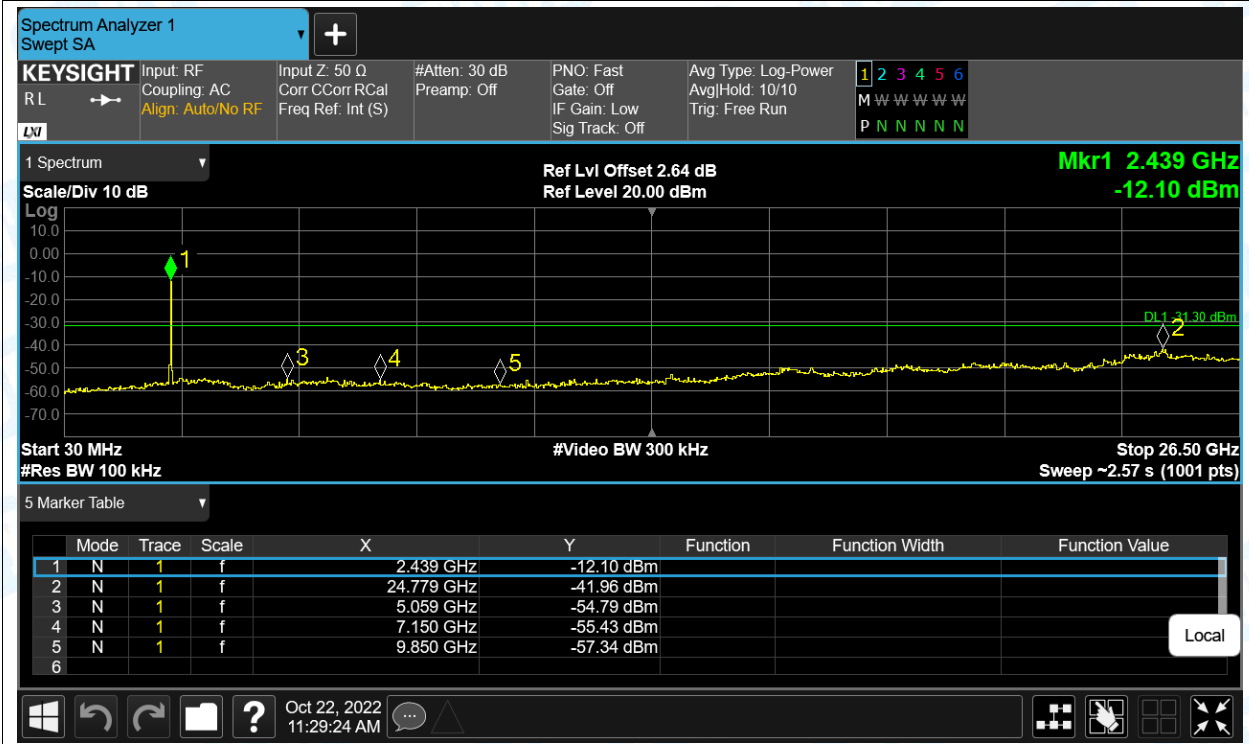 Spectrum Analyzer 1
Swept SA
+
KEYSIGHT Input: RF Input Z: 50 Ω #Atten: 30 dB PNO: Fast Avg Type: Log-Power 1 2 3 4 5 6
R L Coupling: AC Corr CCorr RCal Preamp: Off Gate: Off Avg|Hold: 10/10 M W W W W W
Align: Auto/No RF Freq Ref: Int (S) IF Gain: Low Trig: Free Run
LXI Sig Track: Off P N N N N N
1 Spectrum
Ref Lvl Offset 2.64 dB Mkr1 2.439 GHz
Scale/Div 10 dB Ref Level 20.00 dBm -12.10 dBm
Log
10.0
0.00 1
-10.0
-20.0
-30.0 DL1 -31.30 dBm
2
-40.0
3 4 5
-50.0
-60.0
-70.0
Start 30 MHz #Video BW 300 kHz Stop 26.50 GHz
#Res BW 100 kHz Sweep ~2.57 s (1001 pts)
5 Marker Table
Mode Trace Scale X Y Function Function Width Function Value
1 N 1 f 2.439 GHz -12.10 dBm
2 N 1 f 24.779 GHz -41.96 dBm
3 N 1 f 5.059 GHz -54.79 dBm
4 N 1 f 7.150 GHz -55.43 dBm
5 N 1 f 9.850 GHz -57.34 dBm
6
Local
? Oct 22, 2022
11:29:24 AM